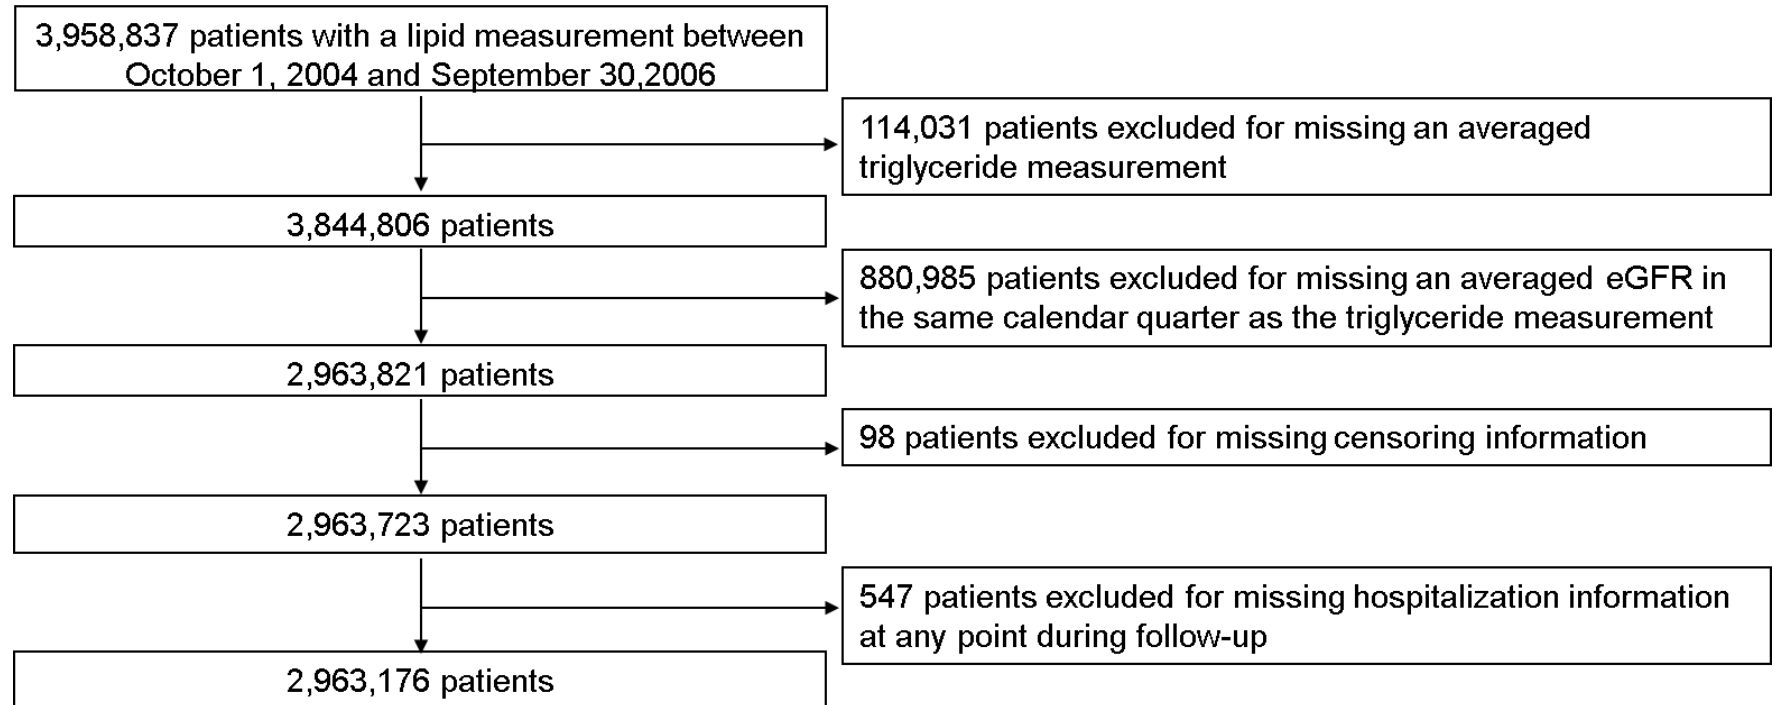 3,958,837 patients with a lipid measurement between
October 1, 2004 and September 30,2006
114,031 patients excluded for missing an averaged
triglyceride measurement
3,844,806 patients
880,985 patients excluded for missing an averaged eGFR in
the same calendar quarter as the triglyceride measurement
2,963,821 patients
98 patients excluded for missing censoring information
2,963,723 patients
547 patients excluded for missing hospitalization information
at any point during follow-up
2,963,176 patients